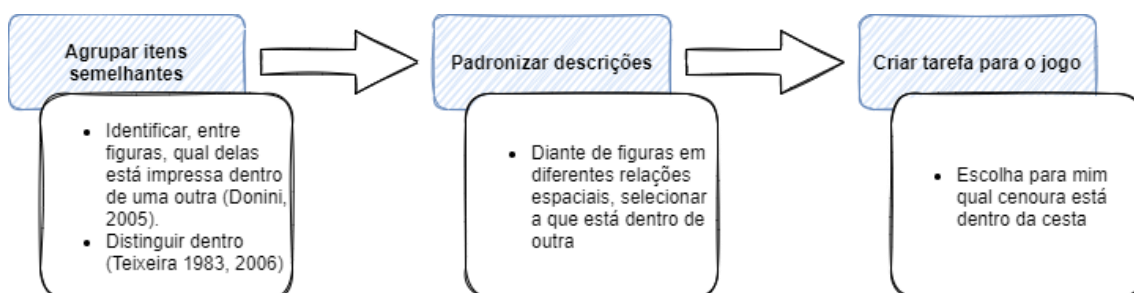 Agrupar itens
semelhantes
• Identificar, entre
figuras, qual delas
está impressa dentro
de uma outra (Donini,
2005).
• Distinguir dentro
(Teixeira 1983, 2006)
Padronizar descrições
• Diante de figuras em
diferentes relações
espaciais, selecionar
a que está dentro de
outra
Criar tarefa para o jogo
• Escolha para mim
qual cenoura está
dentro da cesta